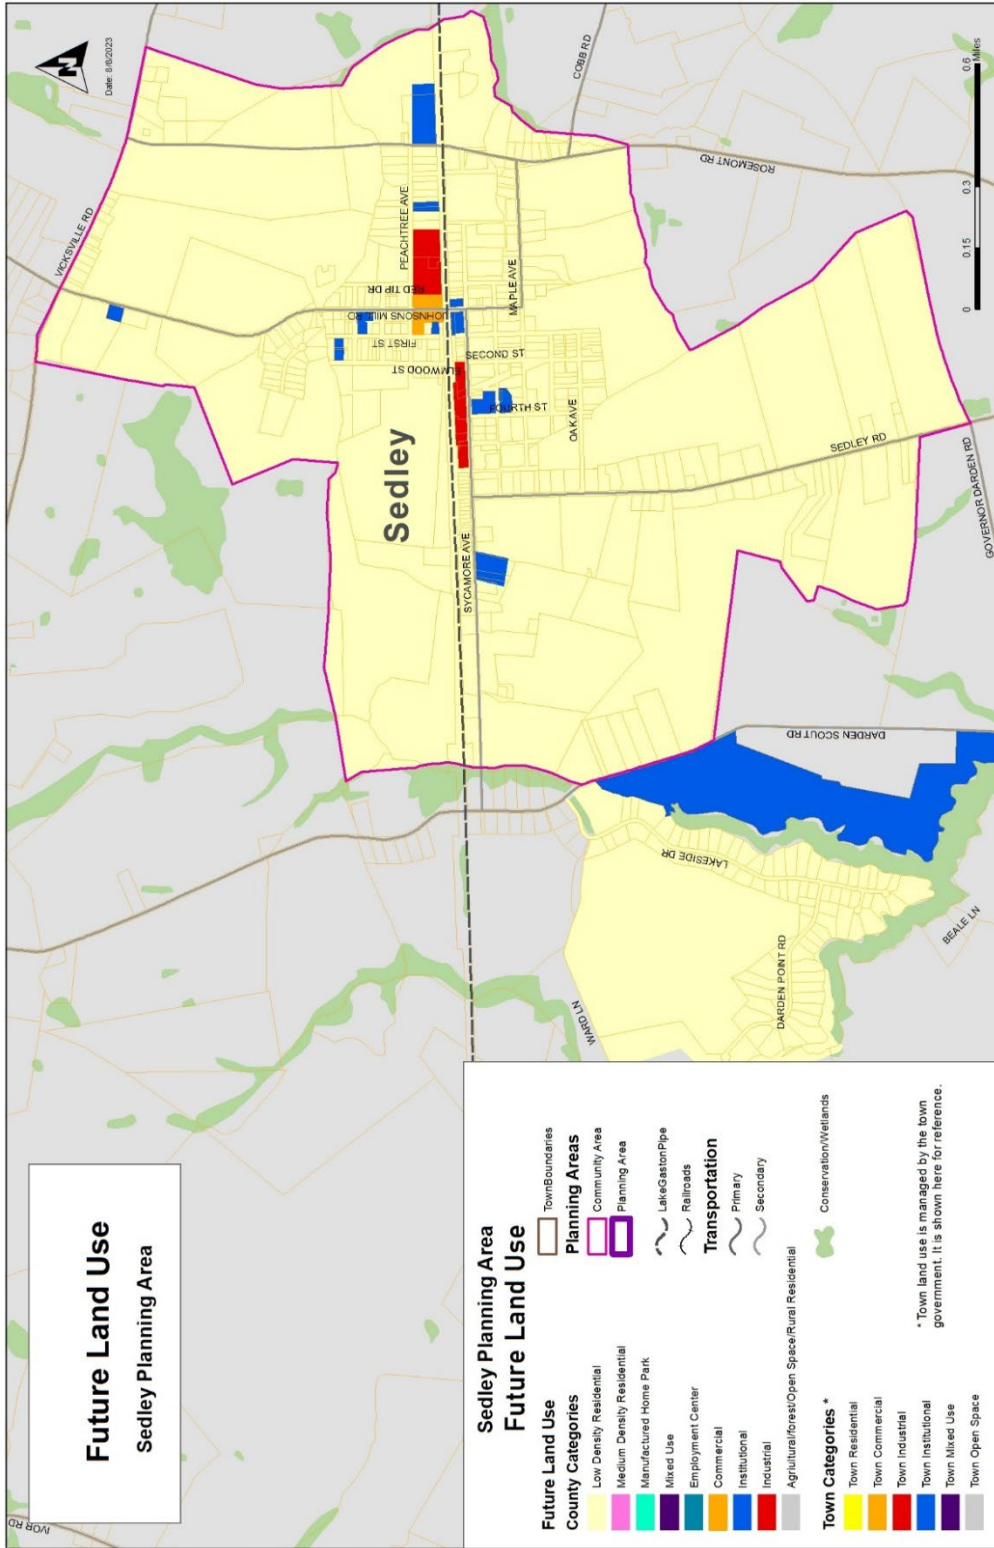 Future Land Use
Sedley Planning Area
Date: 8/8/2023
N
IVOR RD
VICKSVILLE RD
COBB RD
ROSEMONT RD
PEACHTREE AVE
RED TIP DR
JOHNSONS MILL RD
FIRST ST
ELMWOOD ST
SECOND ST
MAPLE AVE
FOURTH ST
OAK AVE
Sedley
SYCAMORE AVE
SEDLEY RD
GOVERNOR DARDEN RD
DARDEN SCOUT RD
LAKESIDE DR
WARD LN
DARDEN POINT RD
BEALE LN
0 0.15 0.3 0.6
Miles
Sedley Planning Area
Future Land Use
Future Land Use
County Categories
Low Density Residential
Medium Density Residential
Manufactured Home Park
Mixed Use
Employment Center
Commercial
Institutional
Industrial
Agriultural/forest/Open Space/Rural Residential
Town Categories *
Town Residential
Town Commercial
Town Industrial
Town Institutional
Town Mixed Use
Town Open Space
TownBoundaries
Planning Areas
Community Area
Planning Area
LakeGastonPipe
Railroads
Transportation
Primary
Secondary
Conservation/Wetlands
* Town land use is managed by the town
government. It is shown here for reference.